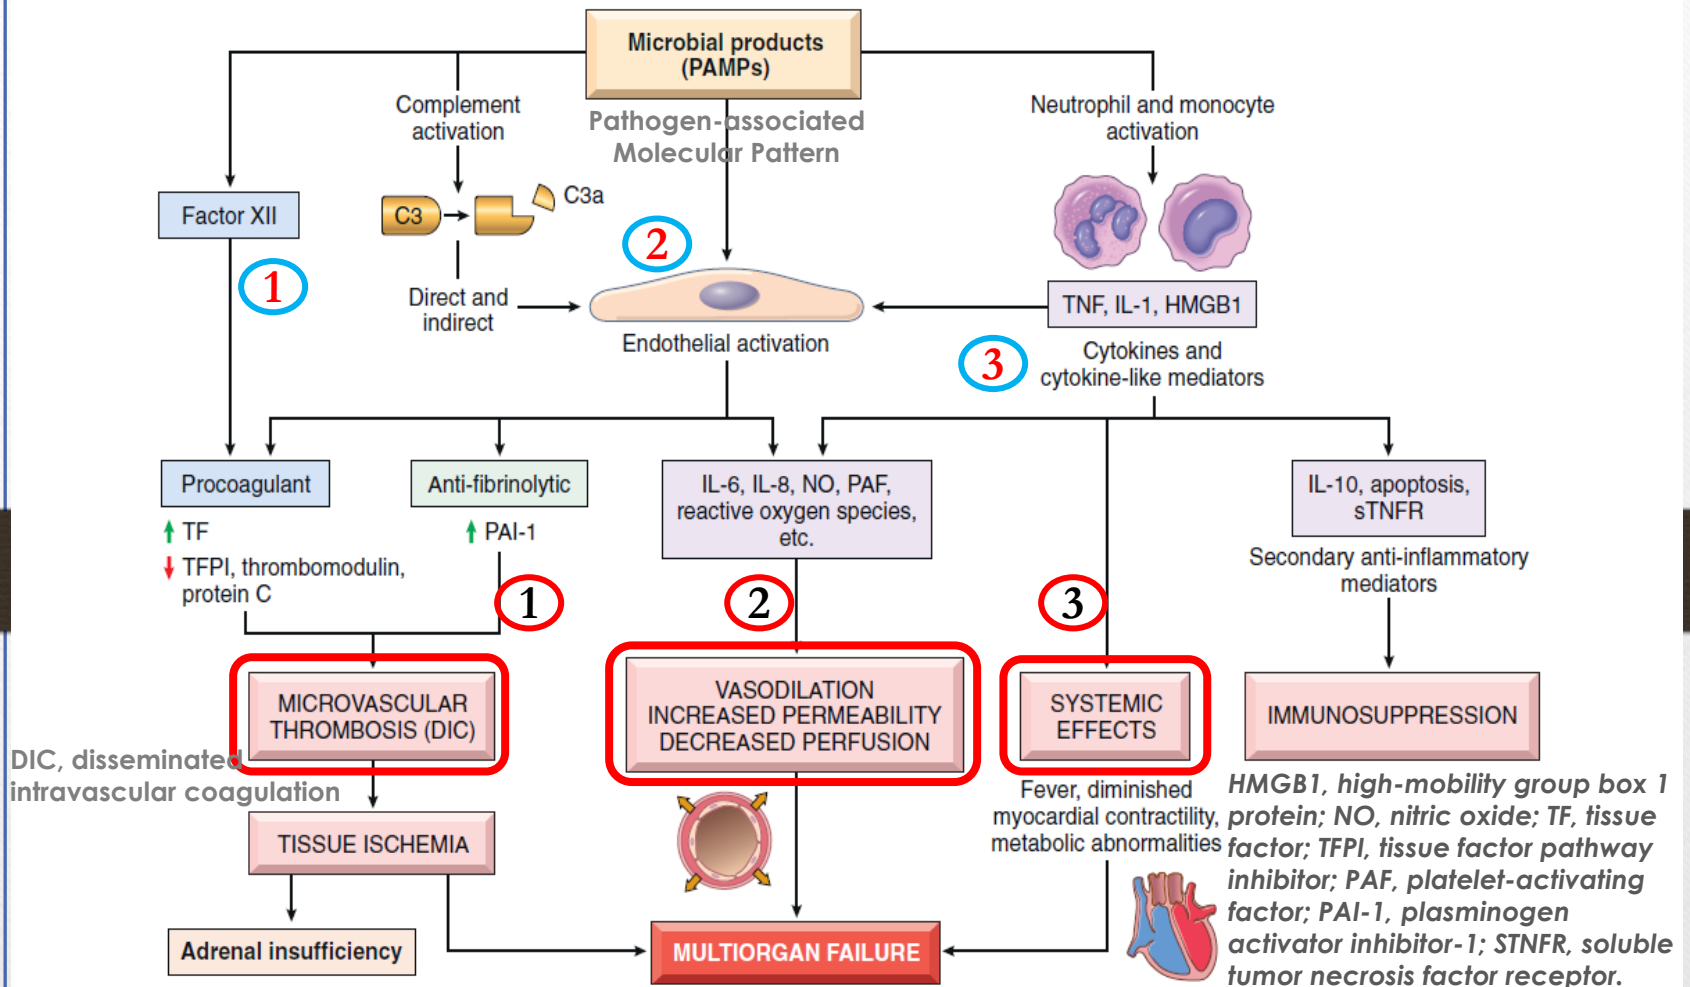 Microbial products
(PAMPs)
Pathogen-associated
Molecular Pattern
Complement
activation
Neutrophil and monocyte
activation
Factor XII
C3
C3a
1
2
Direct and
indirect
Endothelial activation
TNF, IL-1, HMGB1
3
Cytokines and
cytokine-like mediators
Procoagulant
TF
TFPI, thrombomodulin,
protein C
Anti-fibrinolytic
PAI-1
IL-6, IL-8, NO, PAF,
reactive oxygen species,
etc.
IL-10, apoptosis,
sTNFR
Secondary anti-inflammatory
mediators
1
2
3
MICROVASCULAR
THROMBOSIS (DIC)
VASODILATION
INCREASED PERMEABILITY
DECREASED PERFUSION
SYSTEMIC
EFFECTS
IMMUNOSUPPRESSION
DIC, disseminated
intravascular coagulation
Fever, diminished
myocardial contractility,
metabolic abnormalities
TISSUE ISCHEMIA
Adrenal insufficiency
MULTIORGAN FAILURE
HMGB1, high-mobility group box 1
protein; NO, nitric oxide; TF, tissue
factor; TFPI, tissue factor pathway
inhibitor; PAF, platelet-activating
factor; PAI-1, plasminogen
activator inhibitor-1; STNFR, soluble
tumor necrosis factor receptor.